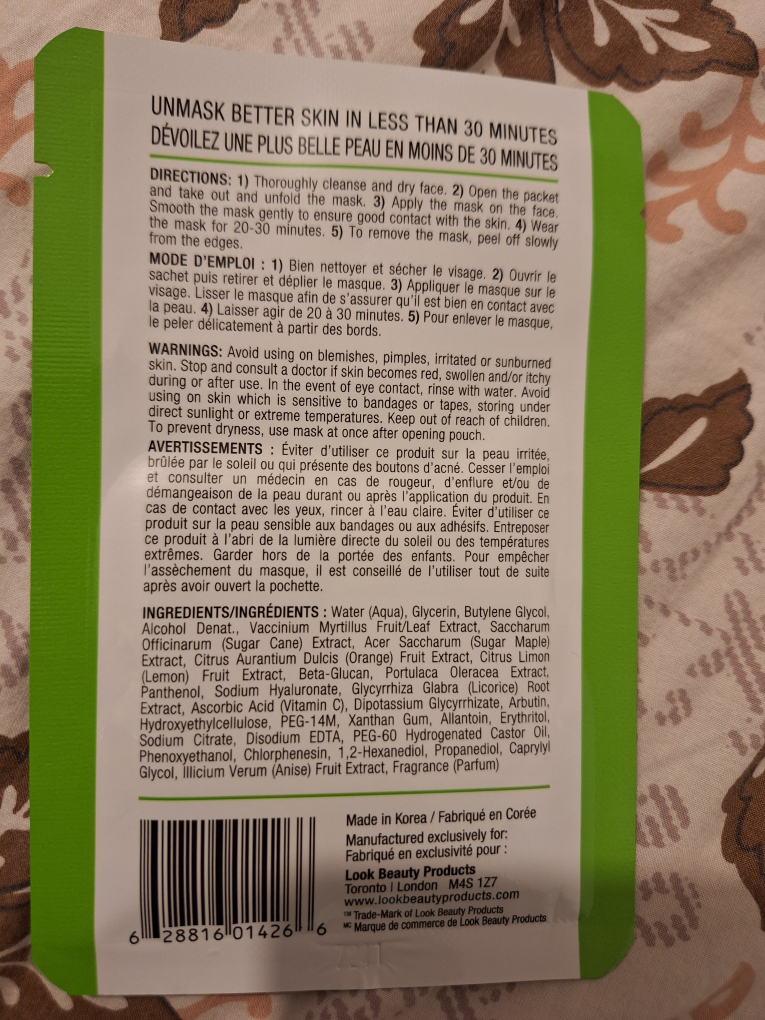 UNMASK BETTER SKIN IN LESS THAN 30 MINUTES
DÉVOILEZ UNE PLUS BELLE PEAU EN MOINS DE 30 MINUTES
DIRECTIONS: 1) Thoroughly cleanse and dry face. 2) Open the packet
and take out and unfold the mask. 3) Apply the mask on the face.
Smooth the mask gently to ensure good contact with the skin. 4) Wear
the mask for 20-30 minutes. 5) To remove the mask, peel off slowly
from the edges.
MODE D'EMPLOI : 1) Bien nettoyer et sécher le visage. 2) Ouvrir le
sachet puis retirer et déplier le masque. 3) Appliquer le masque sur le
visage. Lisser le masque afin de s'assurer qu'il est bien en contact avec
la peau. 4) Laisser agir de 20 à 30 minutes. 5) Pour enlever le masque,
le peler délicatement à partir des bords.
WARNINGS: Avoid using on blemishes, pimples, irritated or sunburned
skin. Stop and consult a doctor if skin becomes red, swollen and/or itchy
during or after use. In the event of eye contact, rinse with water. Avoid
using on skin which is sensitive to bandages or tapes, storing under
direct sunlight or extreme temperatures. Keep out of reach of children.
To prevent dryness, use mask at once after opening pouch.
AVERTISSEMENTS : Éviter d'utiliser ce produit sur la peau irritée,
brûlée par le soleil ou qui présente des boutons d'acné. Cesser l'emploi
et consulter un médecin en cas de rougeur, d'enflure et/ou de
démangeaison de la peau durant ou après l'application du produit. En
cas de contact avec les yeux, rincer à l'eau claire. Éviter d'utiliser ce
produit sur la peau sensible aux bandages ou aux adhésifs. Entreposer
ce produit à l'abri de la lumière directe du soleil ou des températures
extrêmes. Garder hors de la portée des enfants. Pour empêcher
l'assèchement du masque, il est conseillé de l'utiliser tout de suite
après avoir ouvert la pochette.
INGREDIENTS/INGRÉDIENTS : Water (Aqua), Glycerin, Butylene Glycol,
Alcohol Denat., Vaccinium Myrtillus Fruit/Leaf Extract, Saccharum
Officinarum (Sugar Cane) Extract, Acer Saccharum (Sugar Maple)
Extract, Citrus Aurantium Dulcis (Orange) Fruit Extract, Citrus Limon
(Lemon) Fruit Extract, Beta-Glucan, Portulaca Oleracea Extract,
Panthenol, Sodium Hyaluronate, Glycyrrhiza Glabra (Licorice) Root
Extract, Ascorbic Acid (Vitamin C), Dipotassium Glycyrrhizate, Arbutin,
Hydroxyethylcellulose, PEG-14M, Xanthan Gum, Allantoin, Erythritol,
Sodium Citrate, Disodium EDTA, PEG-60 Hydrogenated Castor Oil,
Phenoxyethanol, Chlorphenesin, 1,2-Hexanediol, Propanediol, Caprylyl
Glycol, Illicium Verum (Anise) Fruit Extract, Fragrance (Parfum)
Made in Korea / Fabriqué en Corée
Manufactured exclusively for:
Fabriqué en exclusivité pour :
Look Beauty Products
Toronto | London M4S 1Z7
www.lookbeautyproducts.com
™ Trade-Mark of Look Beauty Products
MC Marque de commerce de Look Beauty Products
6 28816 01426 6